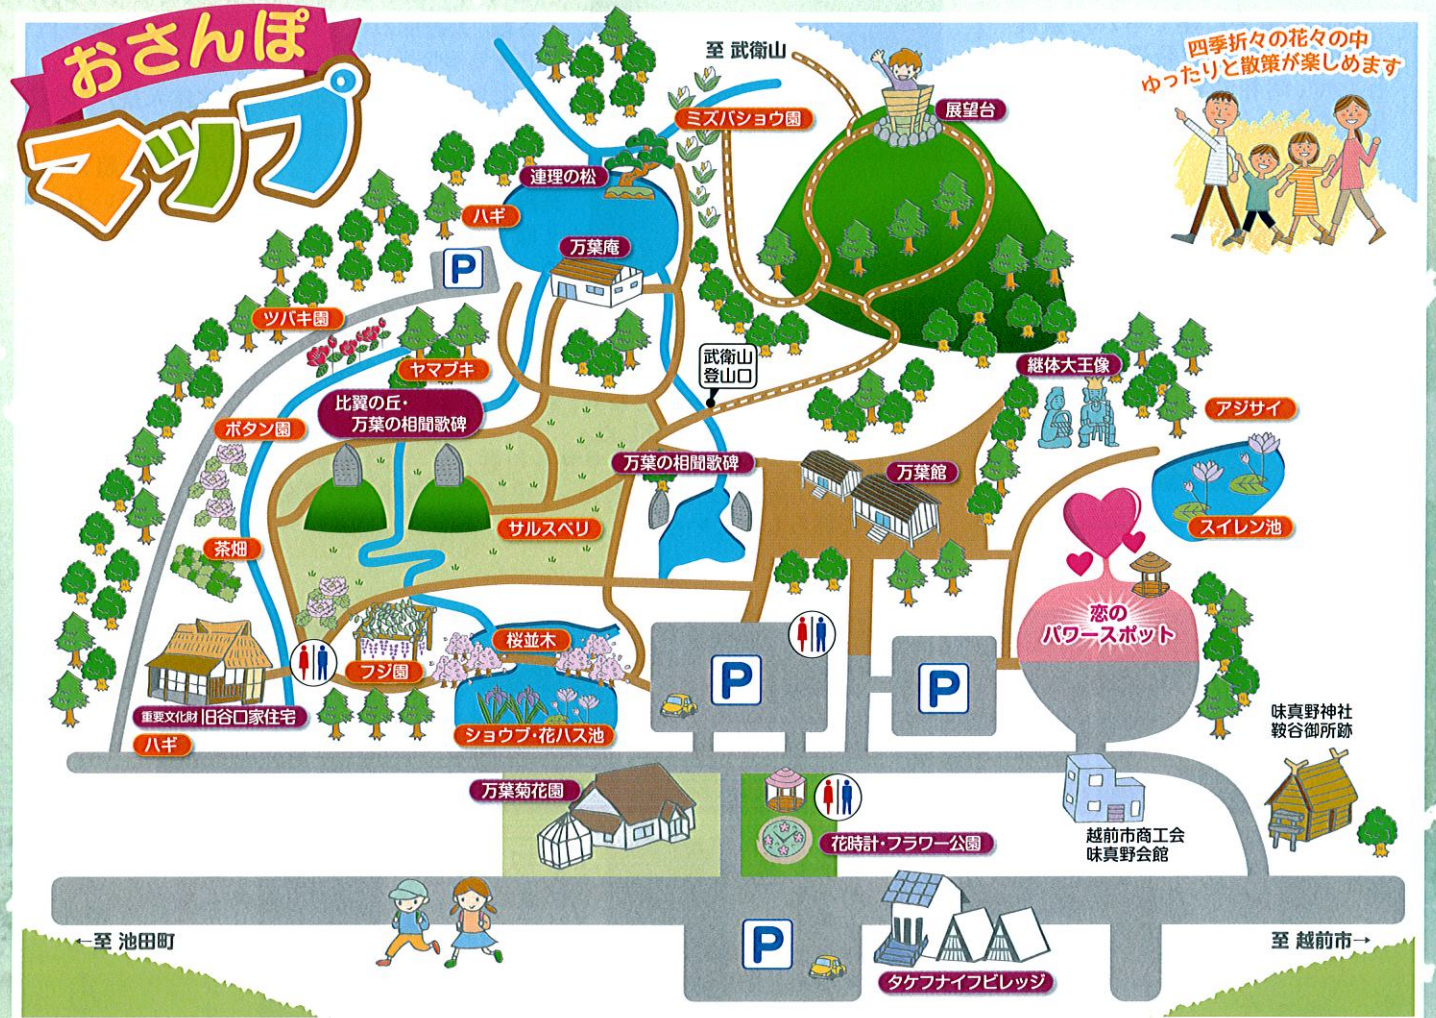 おさんぽ
マップ
至 武衛山
四季折々の花々の中
ゆったりと散策が楽しめます
ミズバショウ園
展望台
連理の松
ハギ
万葉庵
P
ツバキ園
ヤマブキ
武衛山
登山口
継体大王像
比翼の丘・
万葉の相聞歌碑
アジサイ
ボタン園
万葉の相聞歌碑
万葉館
サルスベリ
スイレン池
茶畑
恋の
パワースポット
桜並木
フジ園
P
P
重要文化財 旧谷口家住宅
ハギ
ショウブ・花ハス池
味真野神社
鞍谷御所跡
万葉菊花園
花時計・フラワー公園
越前市商工会
味真野会館
←至 池田町
P
至 越前市→
タケフナイフビレッジ